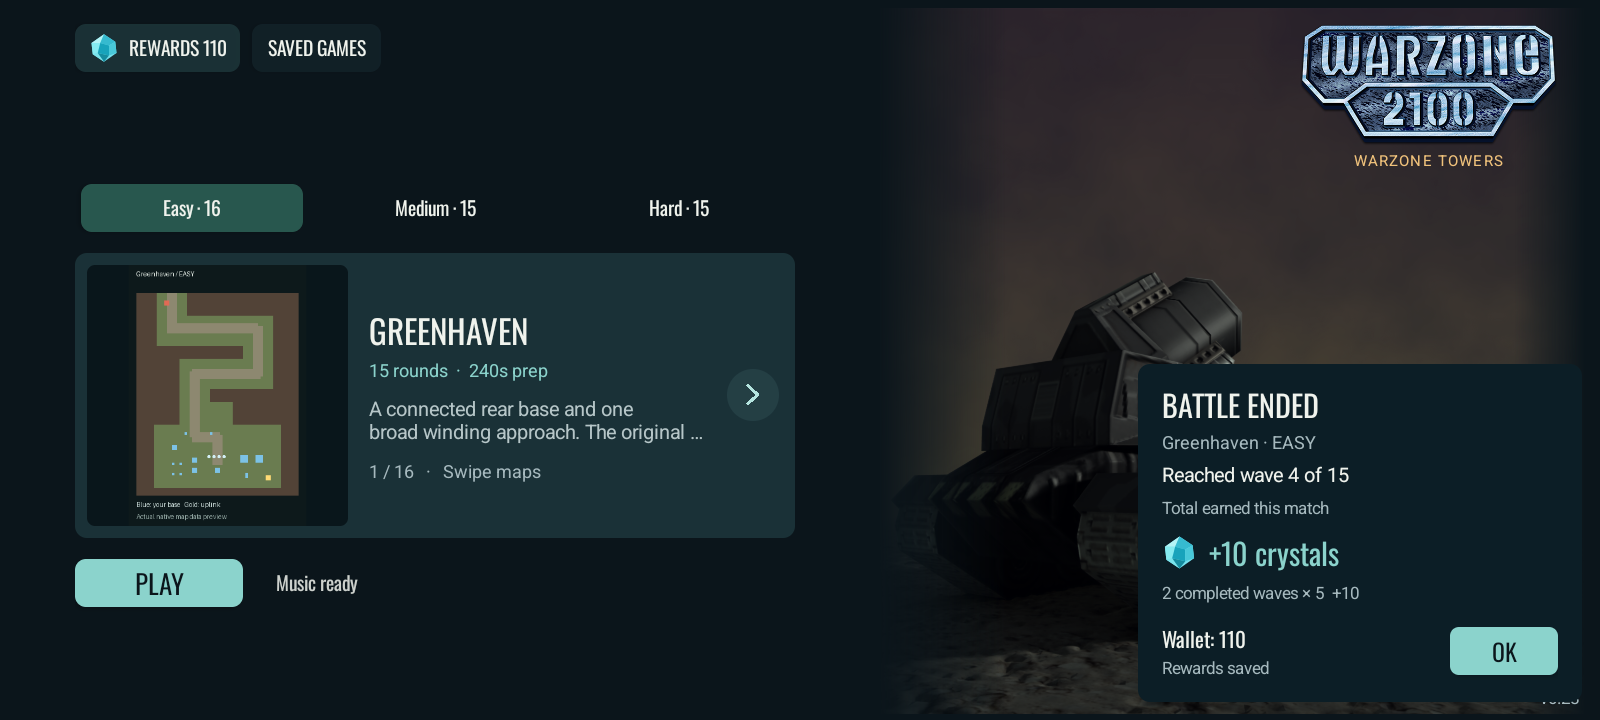 REWARDS 110
SAVED GAMES
WARZONE
2100
WARZONE TOWERS
Easy · 16
Medium · 15
Hard · 15
Greenhaven / EASY
Blue: your base Gold: uplink
Actual native map data preview
GREENHAVEN
15 rounds · 240s prep
A connected rear base and one
broad winding approach. The original ...
1 / 16 · Swipe maps
PLAY
Music ready
BATTLE ENDED
Greenhaven · EASY
Reached wave 4 of 15
Total earned this match
+10 crystals
2 completed waves × 5 +10
Wallet: 110
Rewards saved
OK